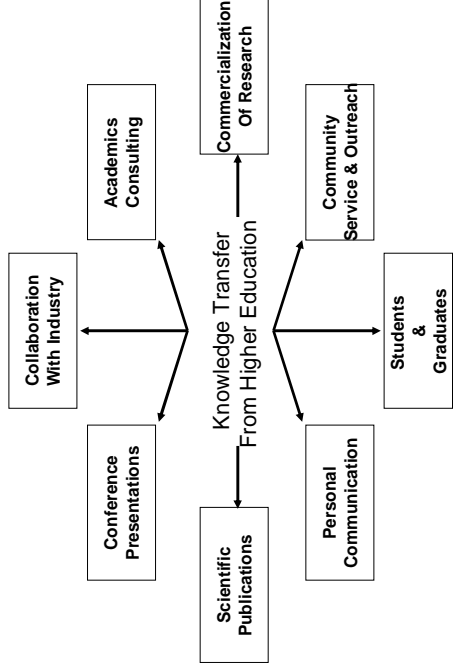 Collaboration
With Industry
Conference
Presentations
Academics
Consulting
Scientific
Publications
Knowledge Transfer
From Higher Education
Commercialization
Of Research
Personal
Communication
Community
Service & Outreach
Students
&
Graduates